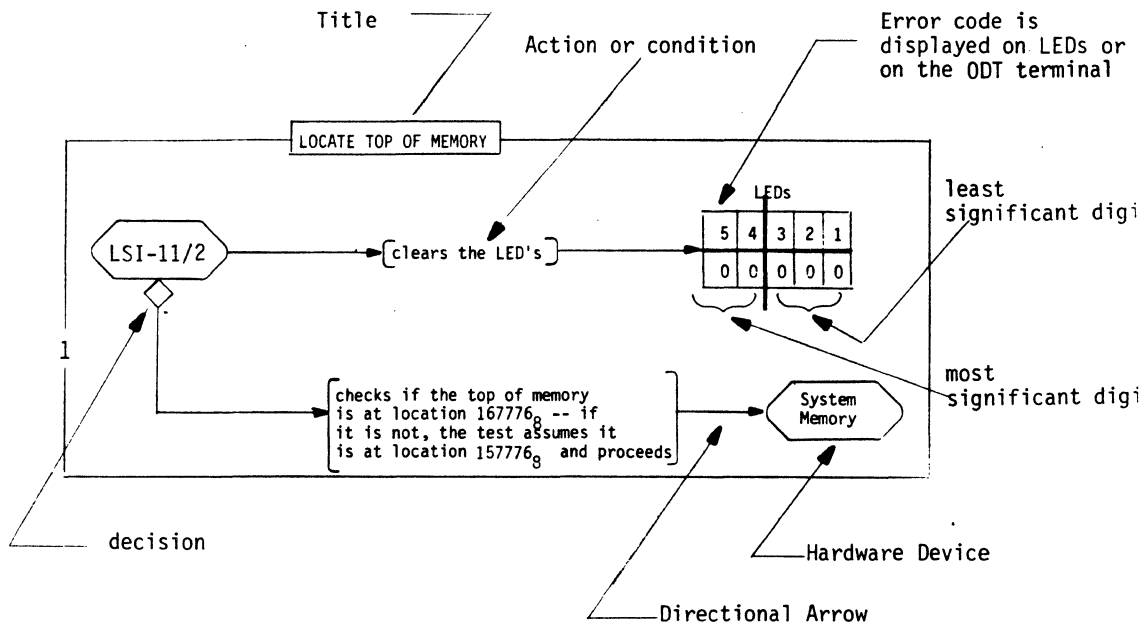 Title
Action or condition
Error code is
displayed on LEDs or
on the ODT terminal
LOCATE TOP OF MEMORY
LEDs
least
significant digi
5 4 3 2 1
LSI-11/2
[clears the LED's]
0 0 0 0 0
1
most
significant digi
checks if the top of memory
is at location 167776₈ -- if
it is not, the test assumes it
is at location 157776₈ and proceeds
System
Memory
decision
Hardware Device
Directional Arrow